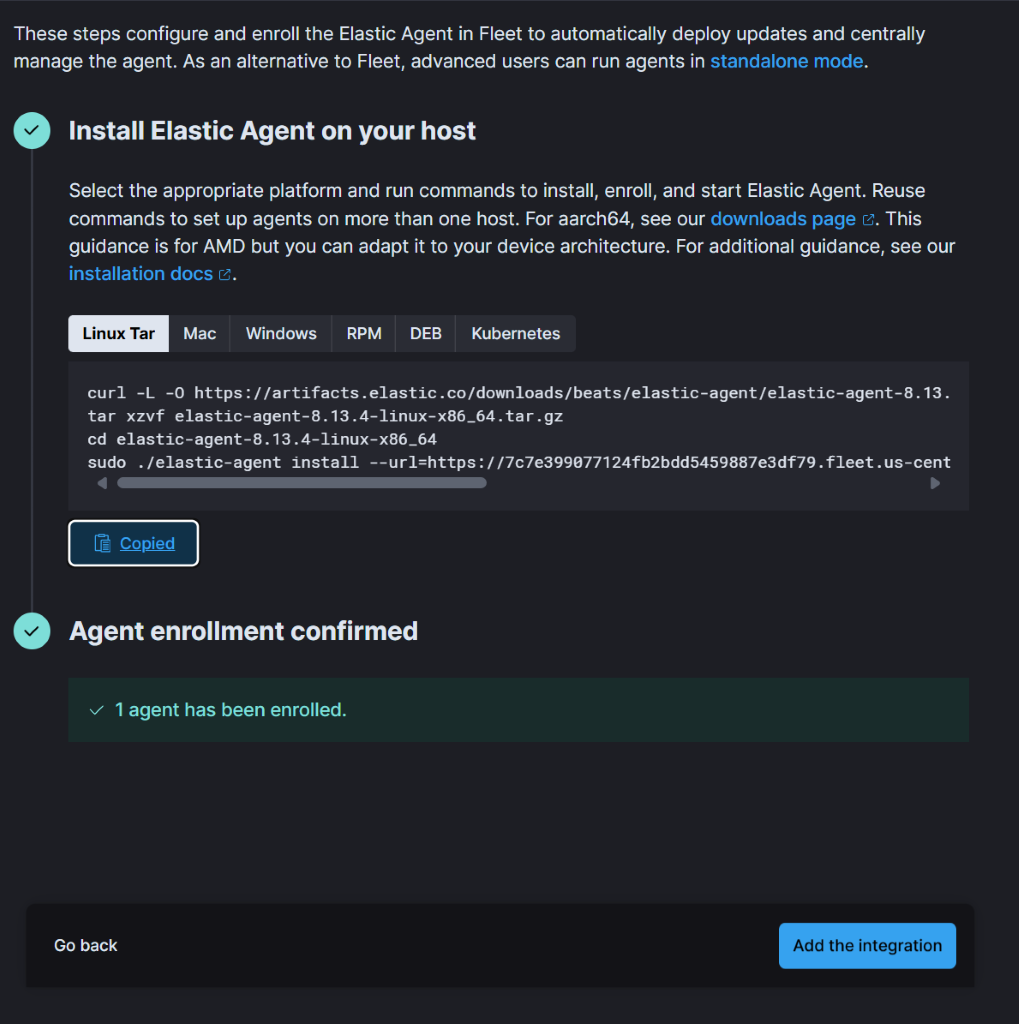 These steps configure and enroll the Elastic Agent in Fleet to automatically deploy updates and centrally
manage the agent. As an alternative to Fleet, advanced users can run agents in standalone mode.
Install Elastic Agent on your host
Select the appropriate platform and run commands to install, enroll, and start Elastic Agent. Reuse
commands to set up agents on more than one host. For aarch64, see our downloads page. This
guidance is for AMD but you can adapt it to your device architecture. For additional guidance, see our
installation docs.
Linux Tar Mac Windows RPM DEB Kubernetes
curl -L -O https://artifacts.elastic.co/downloads/beats/elastic-agent/elastic-agent-8.13.
tar xzvf elastic-agent-8.13.4-linux-x86_64.tar.gz
cd elastic-agent-8.13.4-linux-x86_64
sudo ./elastic-agent install --url=https://7c7e399077124fb2bdd5459887e3df79.fleet.us-cent
Copied
Agent enrollment confirmed
1 agent has been enrolled.
Go back Add the integration